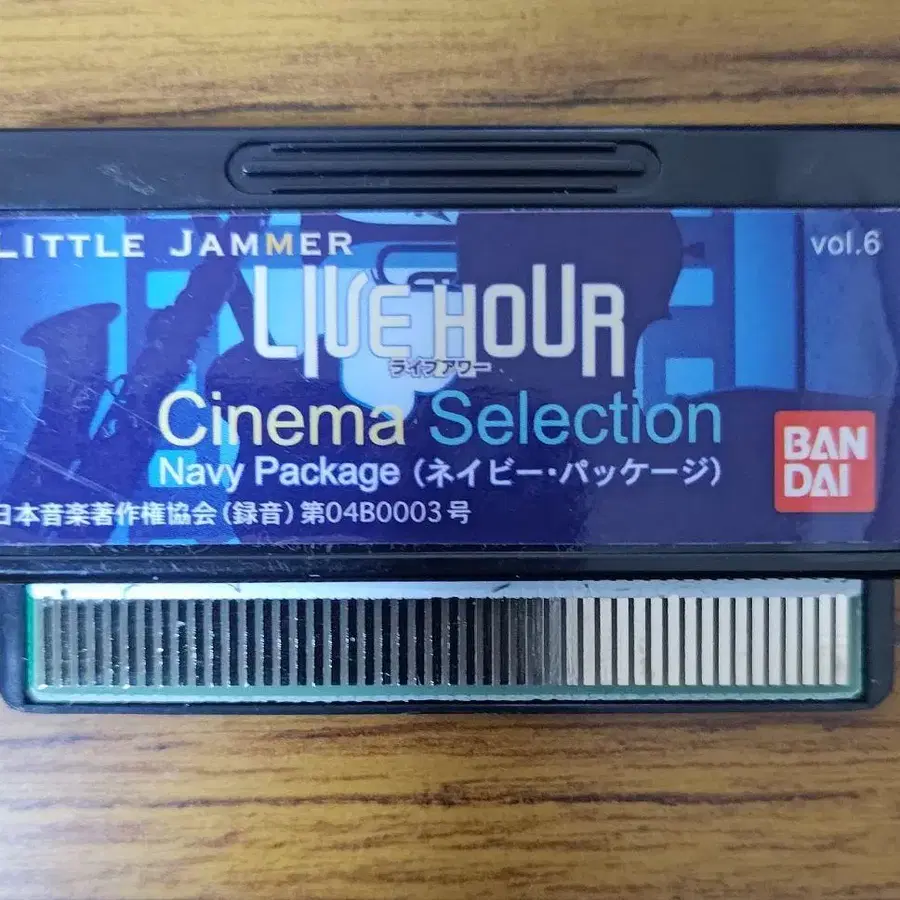 LITTLE JAMMER
vol.6
LIVE HOUR
ライブアワー
Cinema Selection
Navy Package (ネイビー・パッケージ)
BAN
DAI
日本音楽著作権協会(録音)第04B0003号